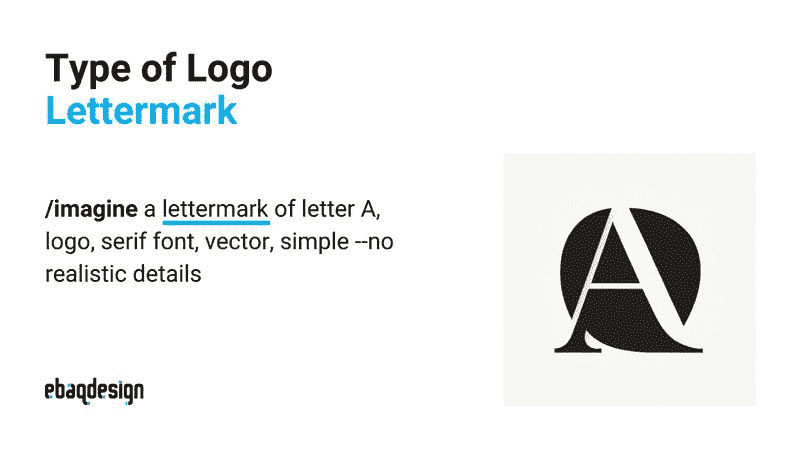 Type of Logo
Lettermark
/imagine a lettermark of letter A,
logo, serif font, vector, simple --no
realistic details
ebaqdesign
A